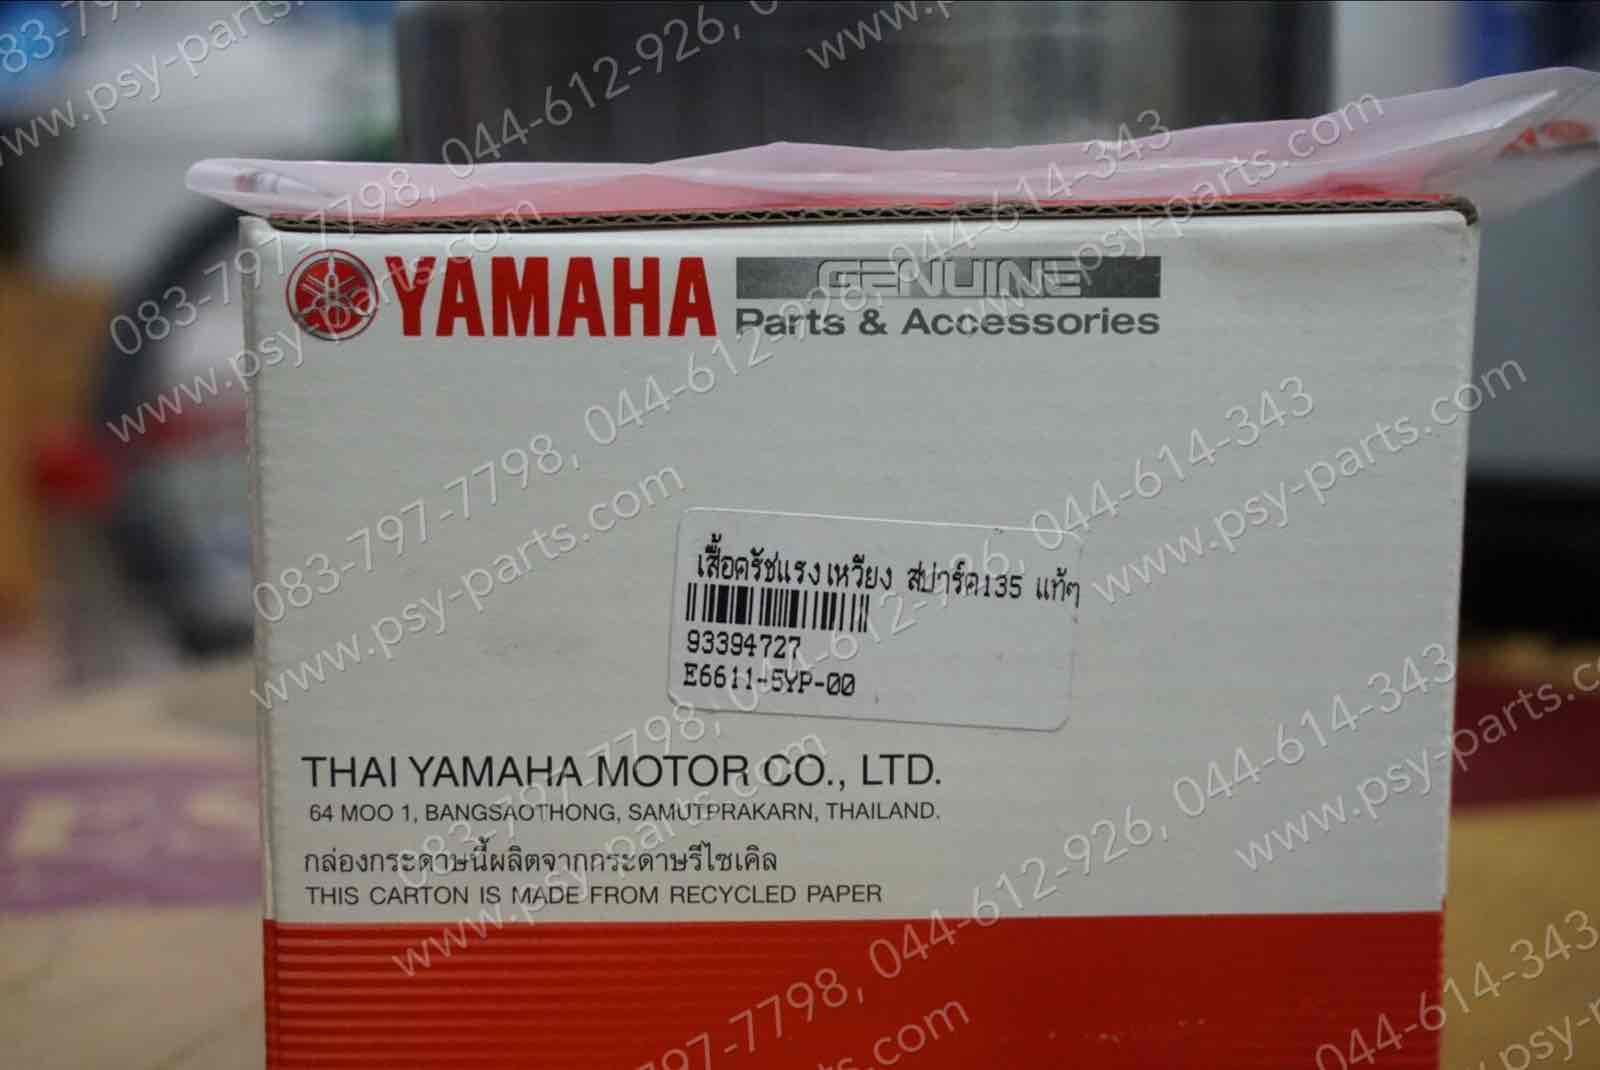 YAMAHA GENUINE
Parts & Accessories
เสื้อครัชแรงเหวี่ยง สปาร์ค135 แท้ๆ
93394727
E6611-5YP-00
THAI YAMAHA MOTOR CO., LTD.
64 MOO 1, BANGSAOTHONG, SAMUTPRAKARN, THAILAND.
กล่องกระดาษนี้ผลิตจากกระดาษรีไซเคิล
THIS CARTON IS MADE FROM RECYCLED PAPER
083-797-7798, 044-612-926, 044-614-343
www.psy-parts.com